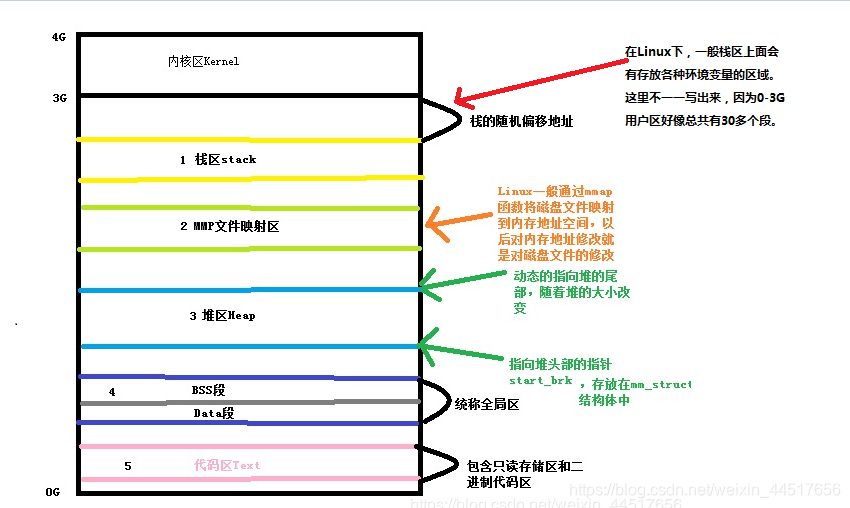 4G
内核区Kernel
在Linux下，一般栈区上面会
有存放各种环境变量的区域。
这里不一一写出来，因为0-3G
用户区好像总共有30多个段。
3G
栈的随机偏移地址
1 栈区stack
Linux一般通过mmap
函数将磁盘文件映射
到内存地址空间，以
后对内存地址修改就
是对磁盘文件的修改
2 MMP文件映射区
动态的指向堆的尾
部，随着堆的大小改
变
3 堆区Heap
指向堆头部的指针
start_brk ，存放在mm_struct
结构体中
4
BSS段
统称全局区
Data段
5
代码区Text
包含只读存储区和二
进制代码区
0G
https://blog.csdn.net/weixin_44517656
https://blog.csdn.net/weixin_44517656